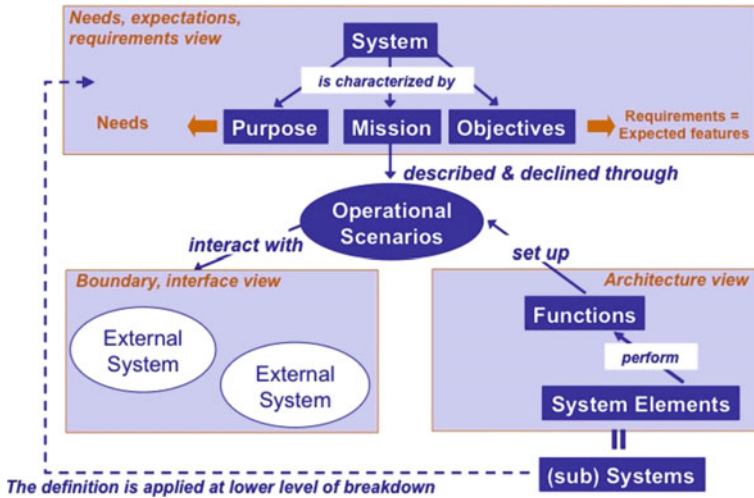 Needs, expectations,
requirements view
System
is characterized by
Needs
Purpose
Mission
Objectives
Requirements =
Expected features
described & declined through
Operational
Scenarios
interact with
set up
Boundary, interface view
Architecture view
External
System
External
System
Functions
perform
System Elements
(sub) Systems
The definition is applied at lower level of breakdown